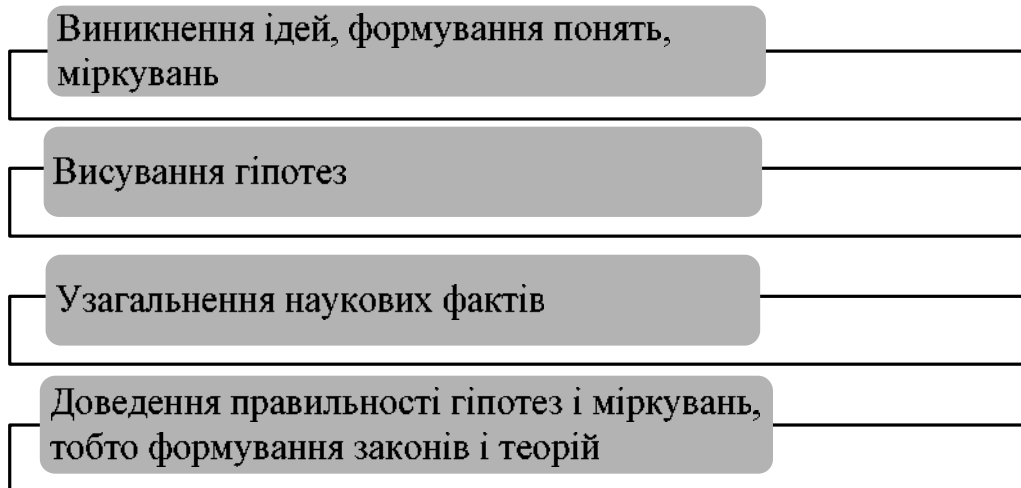 Виникнення ідей, формування понять,
міркувань
Висування гіпотез
Узагальнення наукових фактів
Доведення правильності гіпотез і міркувань,
тобто формування законів і теорій